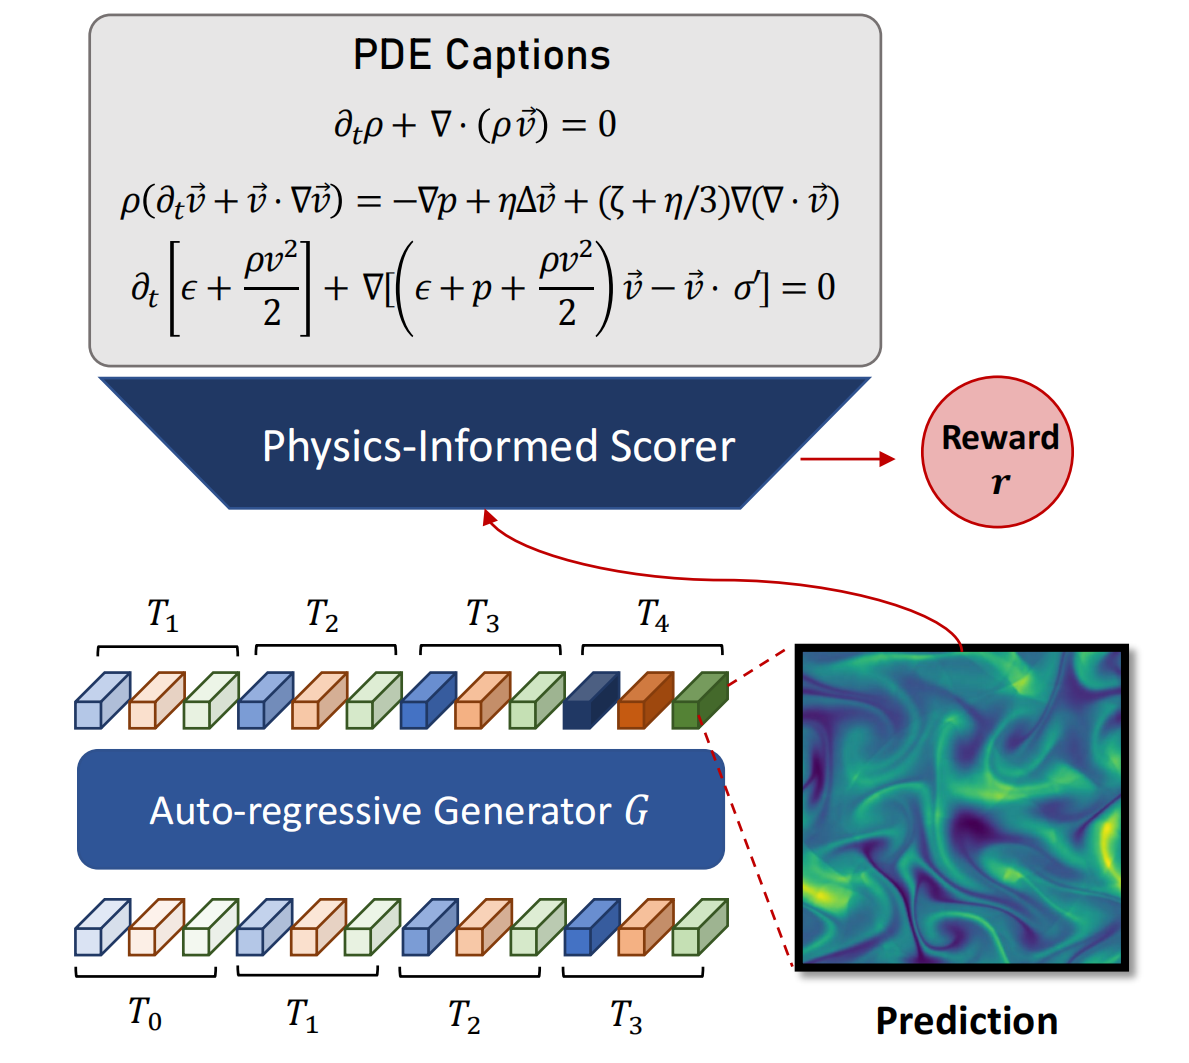 PDE Captions
∂ₜρ + ∇ · (ρv⃗) = 0
ρ(∂ₜv⃗ + v⃗ · ∇v⃗) = −∇p + ηΔv⃗ + (ζ + η/3)∇(∇ · v⃗)
∂ₜ[ϵ + ρv²/2] + ∇[(ϵ + p + ρv²/2)v⃗ − v⃗ · σ′] = 0
Physics-Informed Scorer
Reward
r
T₁ T₂ T₃ T₄
Auto-regressive Generator G
T₀ T₁ T₂ T₃
Prediction